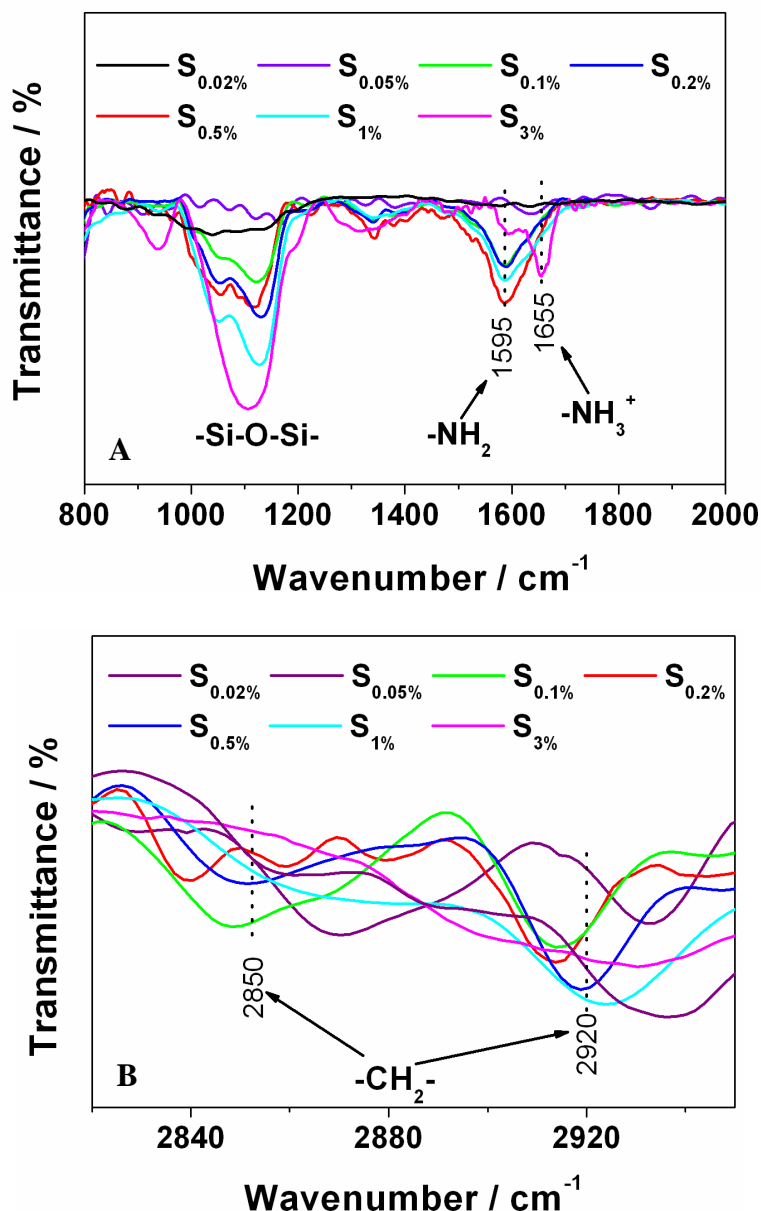 Transmittance / %
S0.02% S0.05% S0.1% S0.2%
S0.5% S1% S3%
1595
1655
-Si-O-Si-
-NH2
-NH3+
A
800 1000 1200 1400 1600 1800 2000
Wavenumber / cm-1
Transmittance / %
S0.02% S0.05% S0.1% S0.2%
S0.5% S1% S3%
2850
2920
-CH2-
B
2840 2880 2920
Wavenumber / cm-1